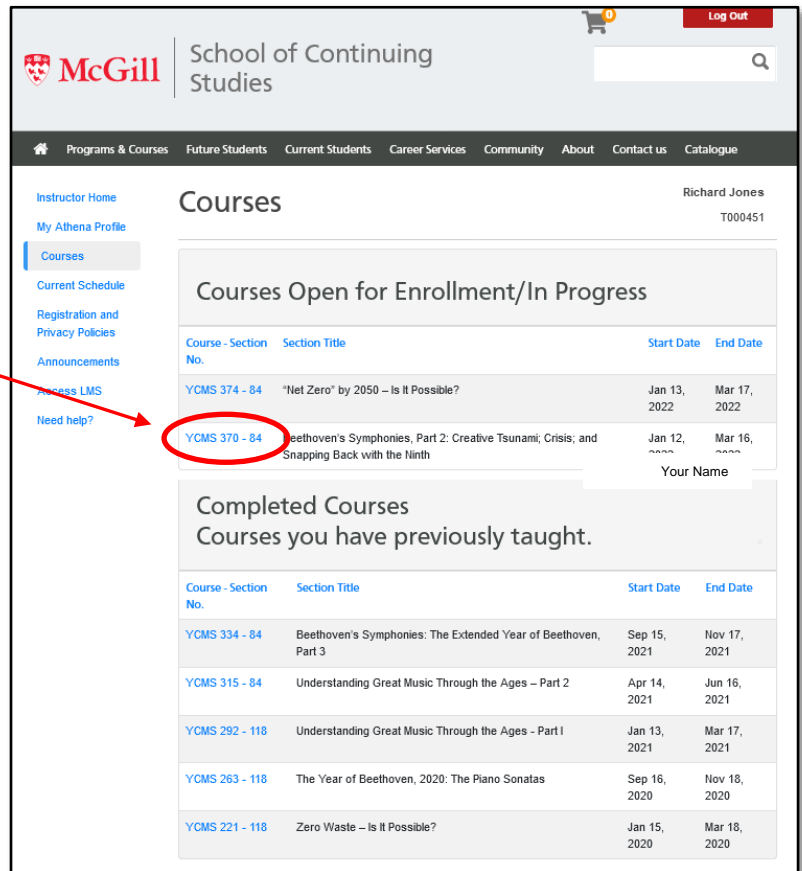 0
Log Out
McGill
School of Continuing
Studies
Programs & Courses Future Students Current Students Career Services Community About Contact us Catalogue
Instructor Home
My Athena Profile
Courses
Current Schedule
Registration and
Privacy Policies
Announcements
Access LMS
Need help?
Courses
Richard Jones
T000451
Courses Open for Enrollment/In Progress
Course - Section Section Title Start Date End Date
No.
YCMS 374 - 84 “Net Zero” by 2050 – Is It Possible? Jan 13, Mar 17,
2022 2022
YCMS 370 - 84 Beethoven's Symphonies, Part 2: Creative Tsunami; Crisis; and Jan 12, Mar 16,
Snapping Back with the Ninth
Your Name
Completed Courses
Courses you have previously taught.
Course - Section Section Title Start Date End Date
No.
YCMS 334 - 84 Beethoven's Symphonies: The Extended Year of Beethoven, Sep 15, Nov 17,
Part 3 2021 2021
YCMS 315 - 84 Understanding Great Music Through the Ages – Part 2 Apr 14, Jun 16,
2021 2021
YCMS 292 - 118 Understanding Great Music Through the Ages - Part I Jan 13, Mar 17,
2021 2021
YCMS 263 - 118 The Year of Beethoven, 2020: The Piano Sonatas Sep 16, Nov 18,
2020 2020
YCMS 221 - 118 Zero Waste – Is It Possible? Jan 15, Mar 18,
2020 2020